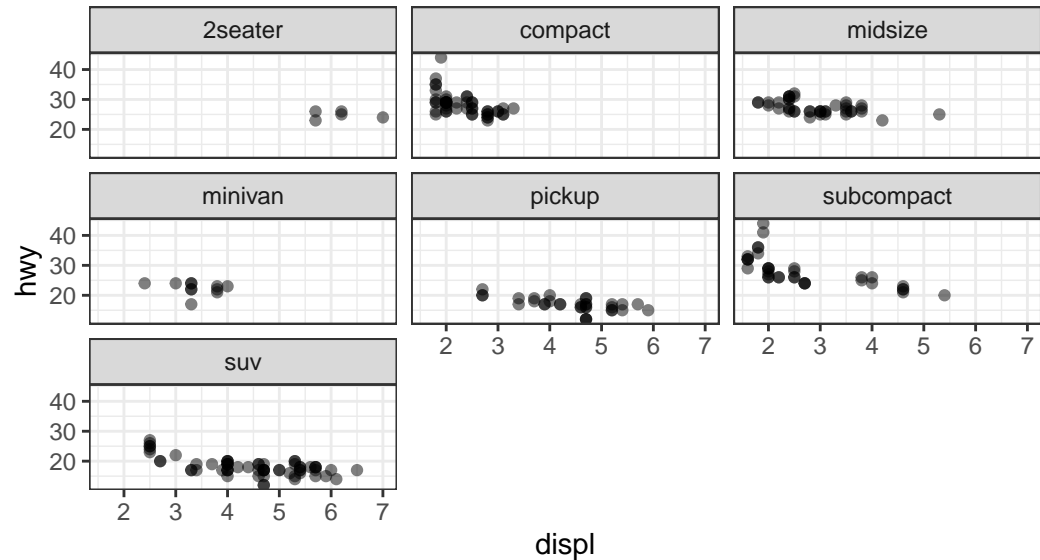 2seater compact midsize
40
30
20
minivan pickup subcompact
40
30
20
2 3 4 5 6 7 2 3 4 5 6 7
suv
40
30
20
2 3 4 5 6 7
hwy
displ